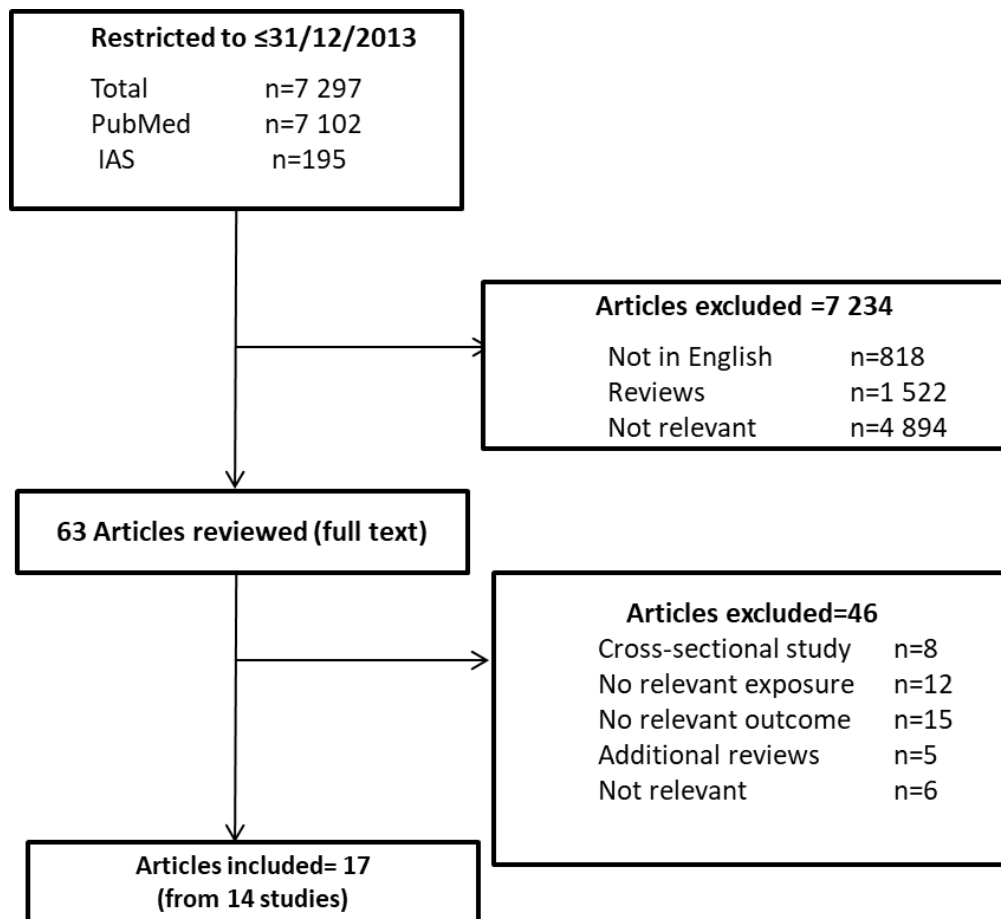 Restricted to ≤31/12/2013
Total n=7 297
PubMed n=7 102
IAS n=195
Articles excluded =7 234
Not in English n=818
Reviews n=1 522
Not relevant n=4 894
63 Articles reviewed (full text)
Articles excluded=46
Cross-sectional study n=8
No relevant exposure n=12
No relevant outcome n=15
Additional reviews n=5
Not relevant n=6
Articles included= 17
(from 14 studies)